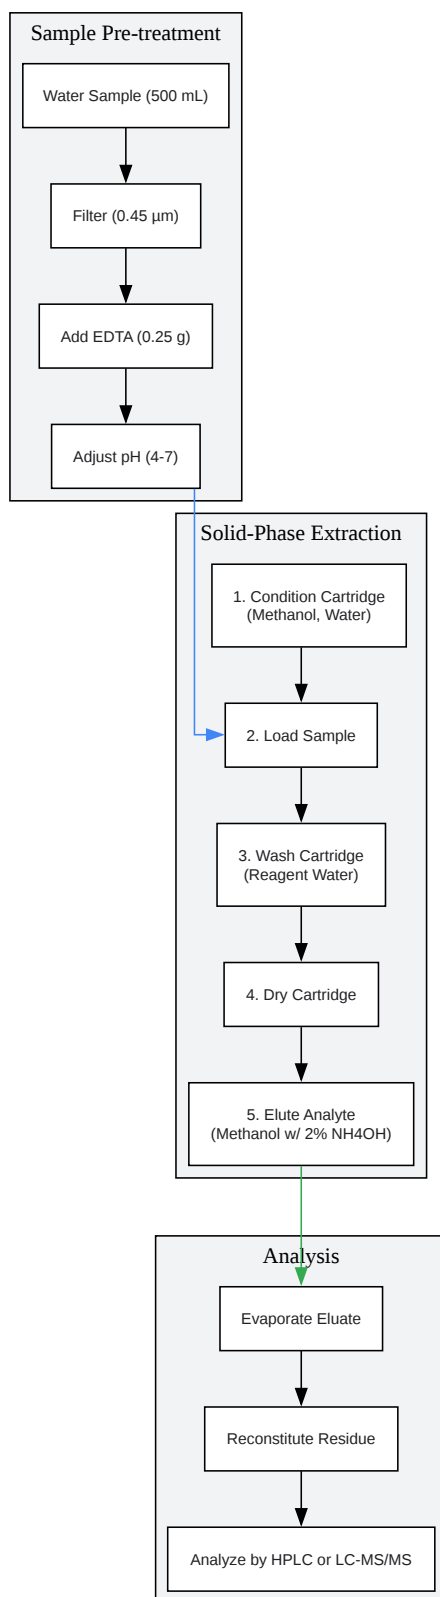 Sample Pre-treatment
Water Sample (500 mL)
Filter (0.45 µm)
Add EDTA (0.25 g)
Adjust pH (4-7)
Solid-Phase Extraction
1. Condition Cartridge
(Methanol, Water)
2. Load Sample
3. Wash Cartridge
(Reagent Water)
4. Dry Cartridge
5. Elute Analyte
(Methanol w/ 2% NH4OH)
Analysis
Evaporate Eluate
Reconstitute Residue
Analyze by HPLC or LC-MS/MS